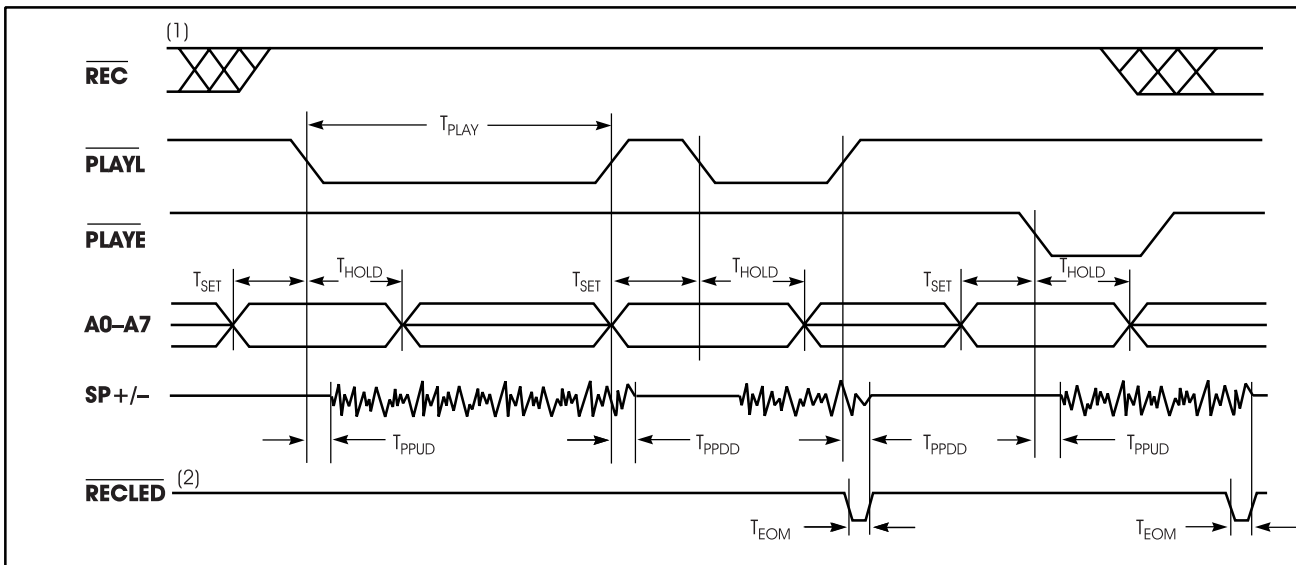 (1)
REC
T_PLAY
PLAYL
PLAYE
T_SET T_HOLD T_SET T_HOLD T_SET T_HOLD
A0–A7
SP+/–
T_PPUD T_PPDD T_PPDD T_PPUD
RECLED (2)
T_EOM T_EOM